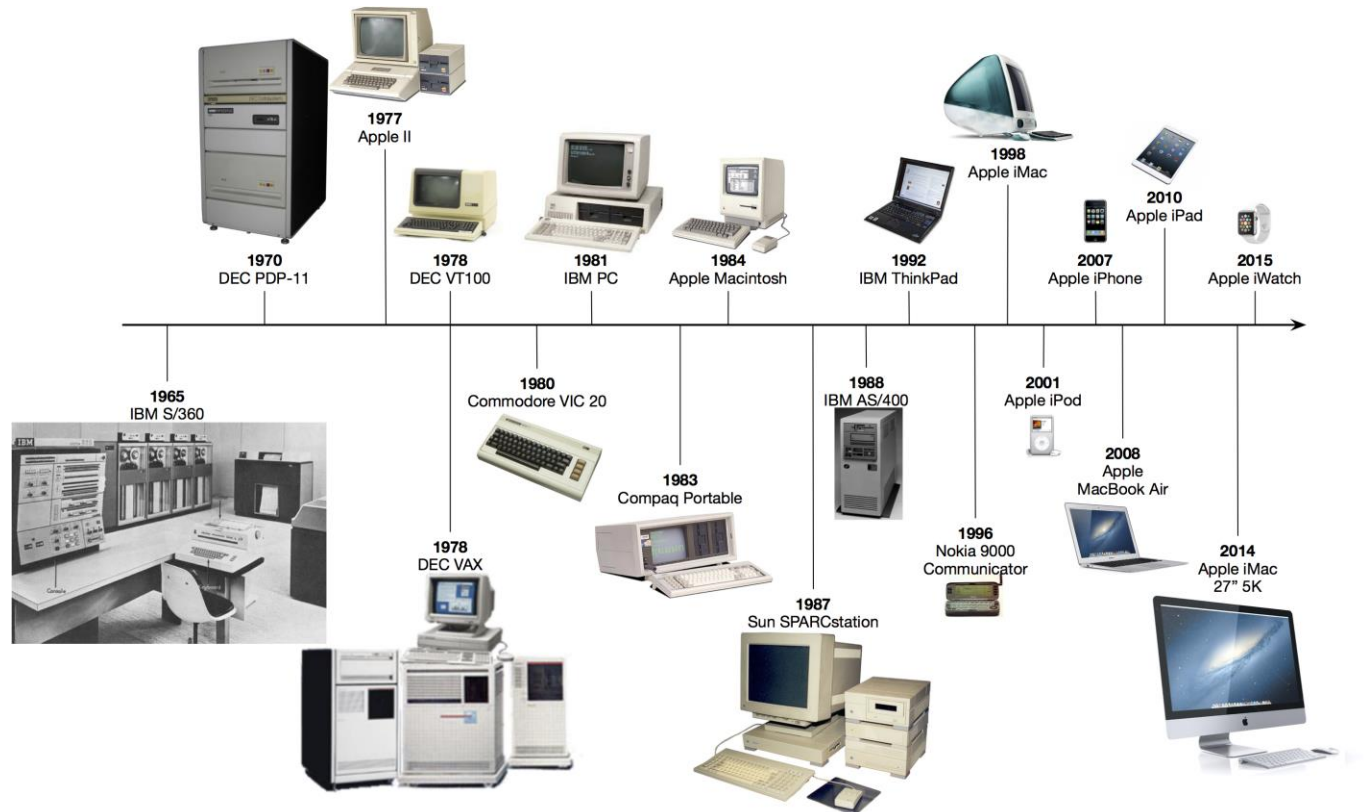 1977
Apple II
1998
Apple iMac
2010
Apple iPad
1970
DEC PDP-11
1978
DEC VT100
1981
IBM PC
1984
Apple Macintosh
1992
IBM ThinkPad
2007
Apple iPhone
2015
Apple iWatch
1965
IBM S/360
IBM
Console
1980
Commodore VIC 20
1988
IBM AS/400
2001
Apple iPod
1983
Compaq Portable
2008
Apple
MacBook Air
1978
DEC VAX
1996
Nokia 9000
Communicator
2014
Apple iMac
27” 5K
1987
Sun SPARCstation